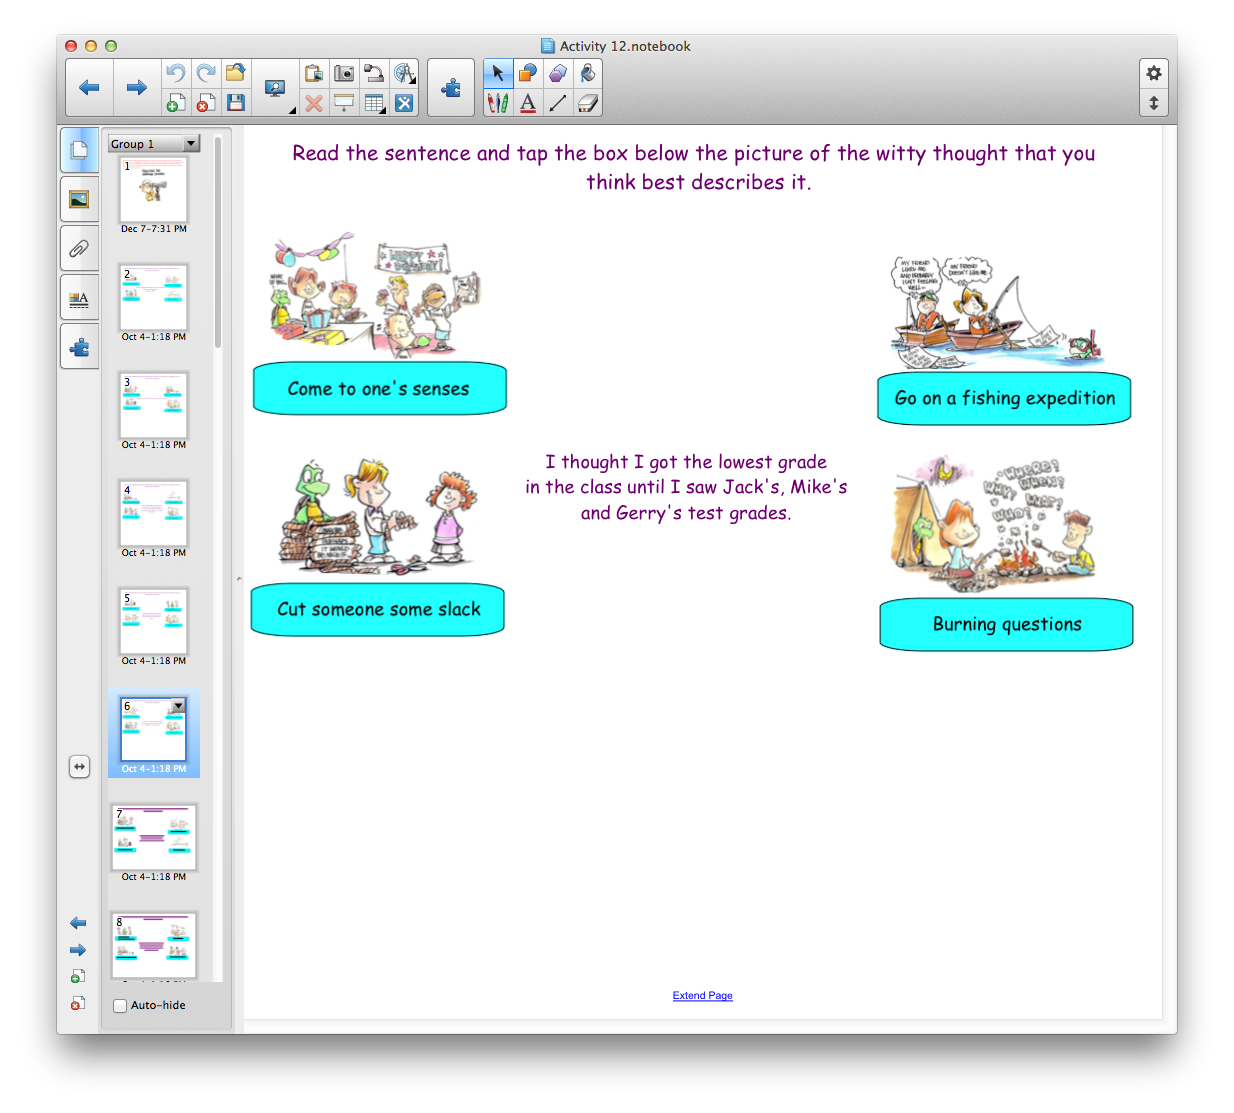 Activity 12.notebook
Group 1
1
Dec 7-7:31 PM
2
Oct 4-1:18 PM
3
Oct 4-1:18 PM
4
Oct 4-1:18 PM
5
Oct 4-1:18 PM
6
Oct 4-1:18 PM
7
Oct 4-1:18 PM
8
Auto-hide
Read the sentence and tap the box below the picture of the witty thought that you
think best describes it.
HAPPY
BIRTHDAY!
Come to one's senses
MY FRIEND
LIKES ME
AND PROBABLY
ISN'T FEELING
WELL..
MY FRIEND
DOESN'T LIKE ME
Go on a fishing expedition
Cut someone some slack
I thought I got the lowest grade
in the class until I saw Jack's, Mike's
and Gerry's test grades.
WHERE?
WHEN?
WHY?
WHAT?
WHO?
Burning questions
Extend Page